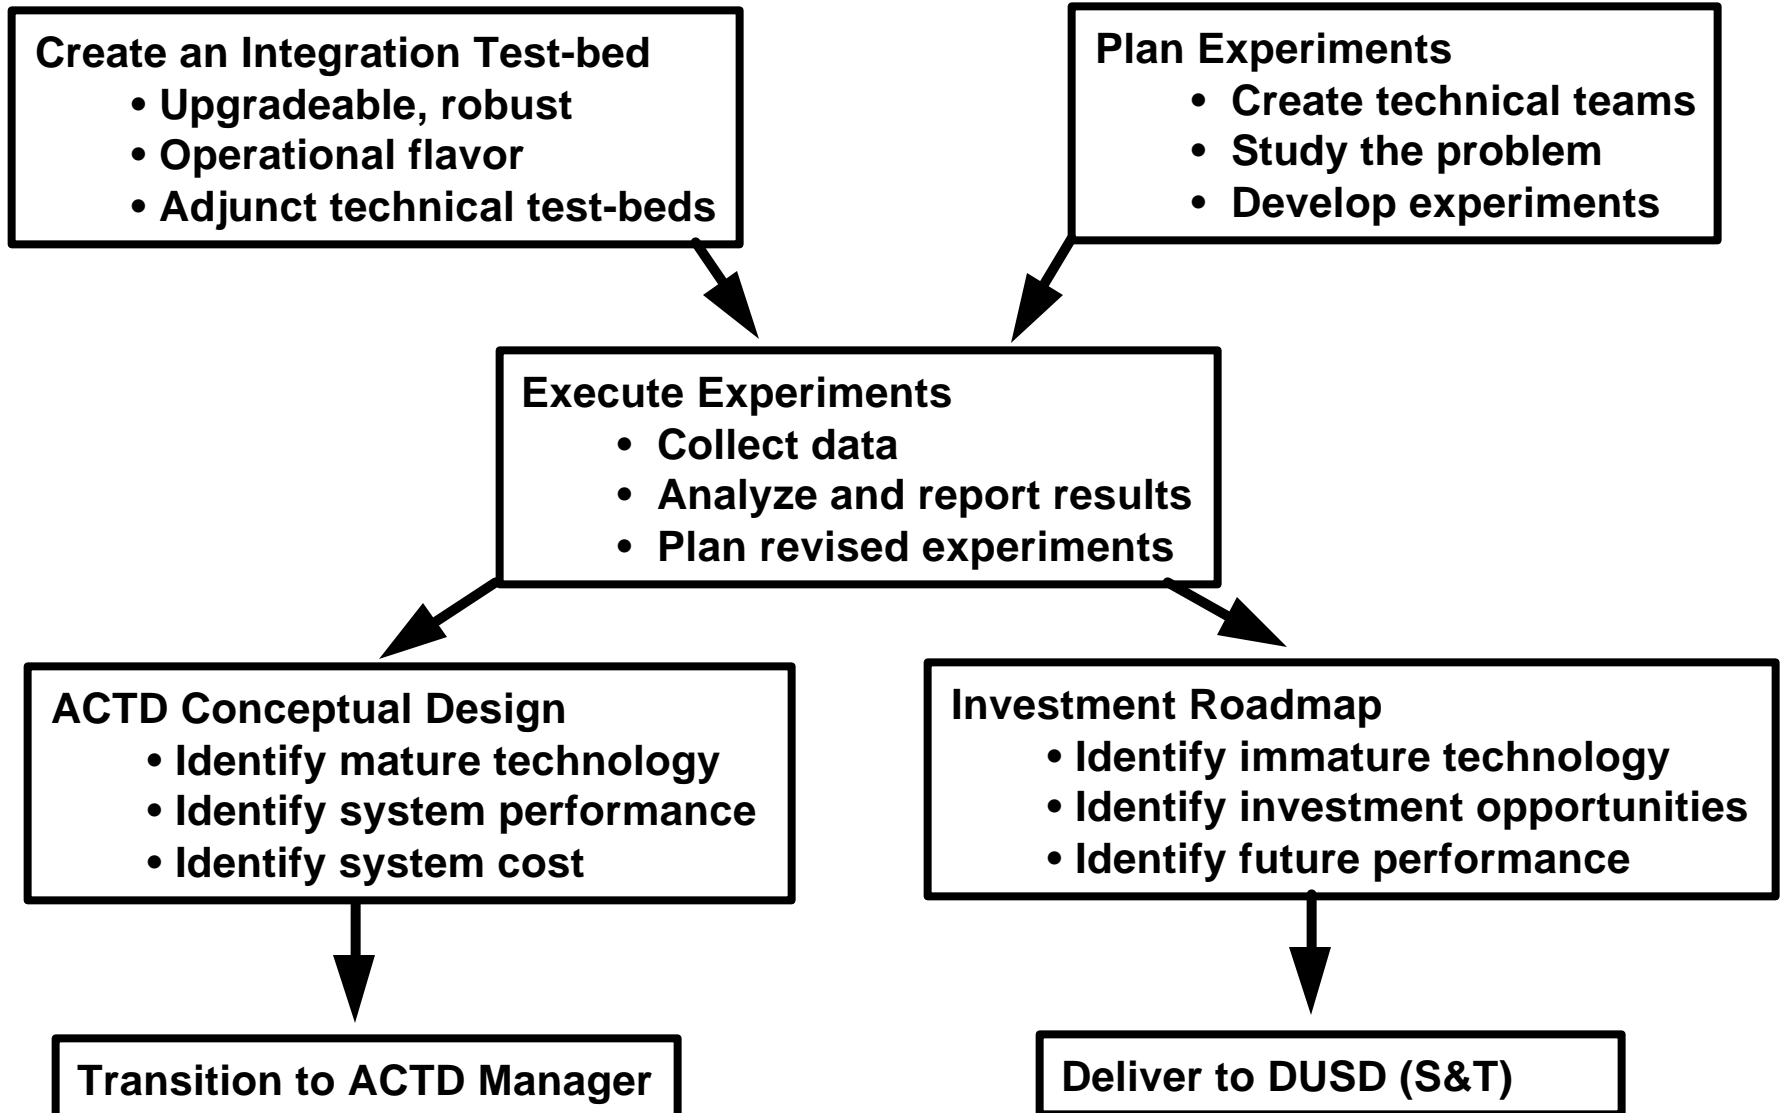 Create an Integration Test-bed
• Upgradeable, robust
• Operational flavor
• Adjunct technical test-beds
Plan Experiments
• Create technical teams
• Study the problem
• Develop experiments
Execute Experiments
• Collect data
• Analyze and report results
• Plan revised experiments
ACTD Conceptual Design
• Identify mature technology
• Identify system performance
• Identify system cost
Investment Roadmap
• Identify immature technology
• Identify investment opportunities
• Identify future performance
Transition to ACTD Manager
Deliver to DUSD (S&T)